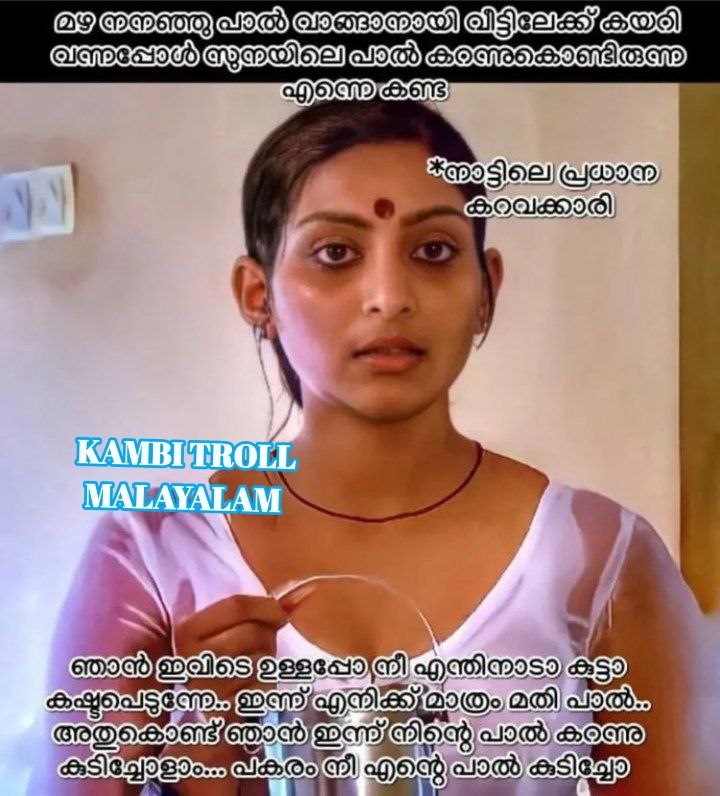 മഴ നനഞ്ഞു പാൽ വാങ്ങാനായി വീട്ടിലേക്ക് കയറി
വന്നപ്പോൾ സുനയിലെ പാൽ കറന്നുകൊണ്ടിരുന്ന
എന്നെ കണ്ട
*നാട്ടിലെ പ്രധാന
കറവക്കാരി
KAMBI TROLL
MALAYALAM
ഞാൻ ഇവിടെ ഉള്ളപ്പോ നീ എന്തിനാടാ കുട്ടാ
കഷ്ടപെടുന്നേ.. ഇന്ന് എനിക്ക് മാത്രം മതി പാൽ..
അതുകൊണ്ട് ഞാൻ ഇന്ന് നിന്റെ പാൽ കറന്നു
കുടിച്ചോളാം... പകരം നീ എന്റെ പാൽ കുടിച്ചോ